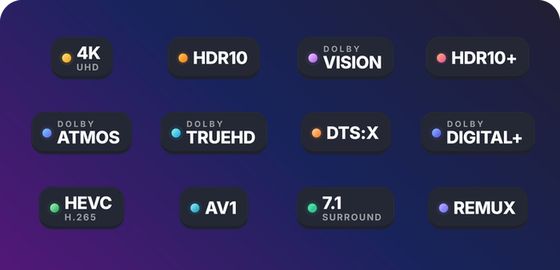 4K
UHD
HDR10
DOLBY
VISION
HDR10+
DOLBY
ATMOS
DOLBY
TRUEHD
DTS:X
DOLBY
DIGITAL+
HEVC
H.265
AV1
7.1
SURROUND
REMUX